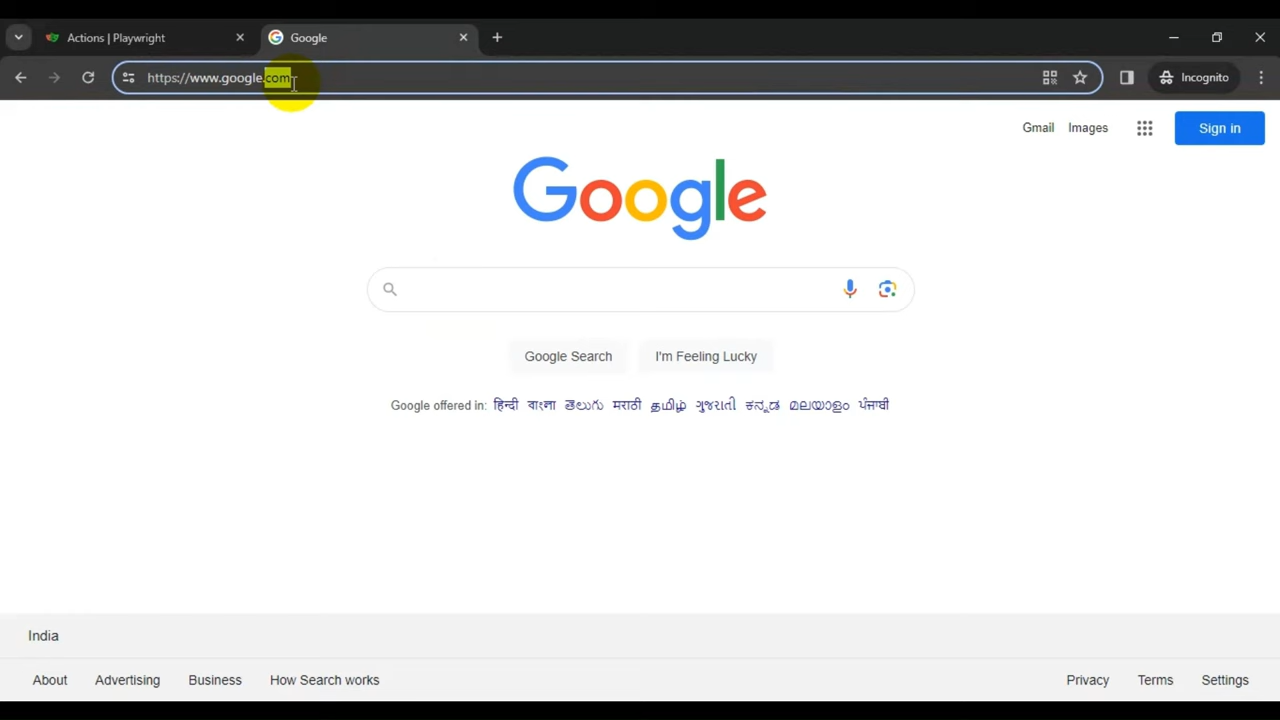 Actions | Playwright
Google
https://www.google.com
Incognito
Gmail Images
Sign in
Google
Google Search
I'm Feeling Lucky
Google offered in: हिन्दी বাংলা తెలుగు मराठी தமிழ் ગુજરાતી ಕನ್ನಡ മലയാളം ਪੰਜਾਬੀ
India
About Advertising Business How Search works
Privacy Terms Settings